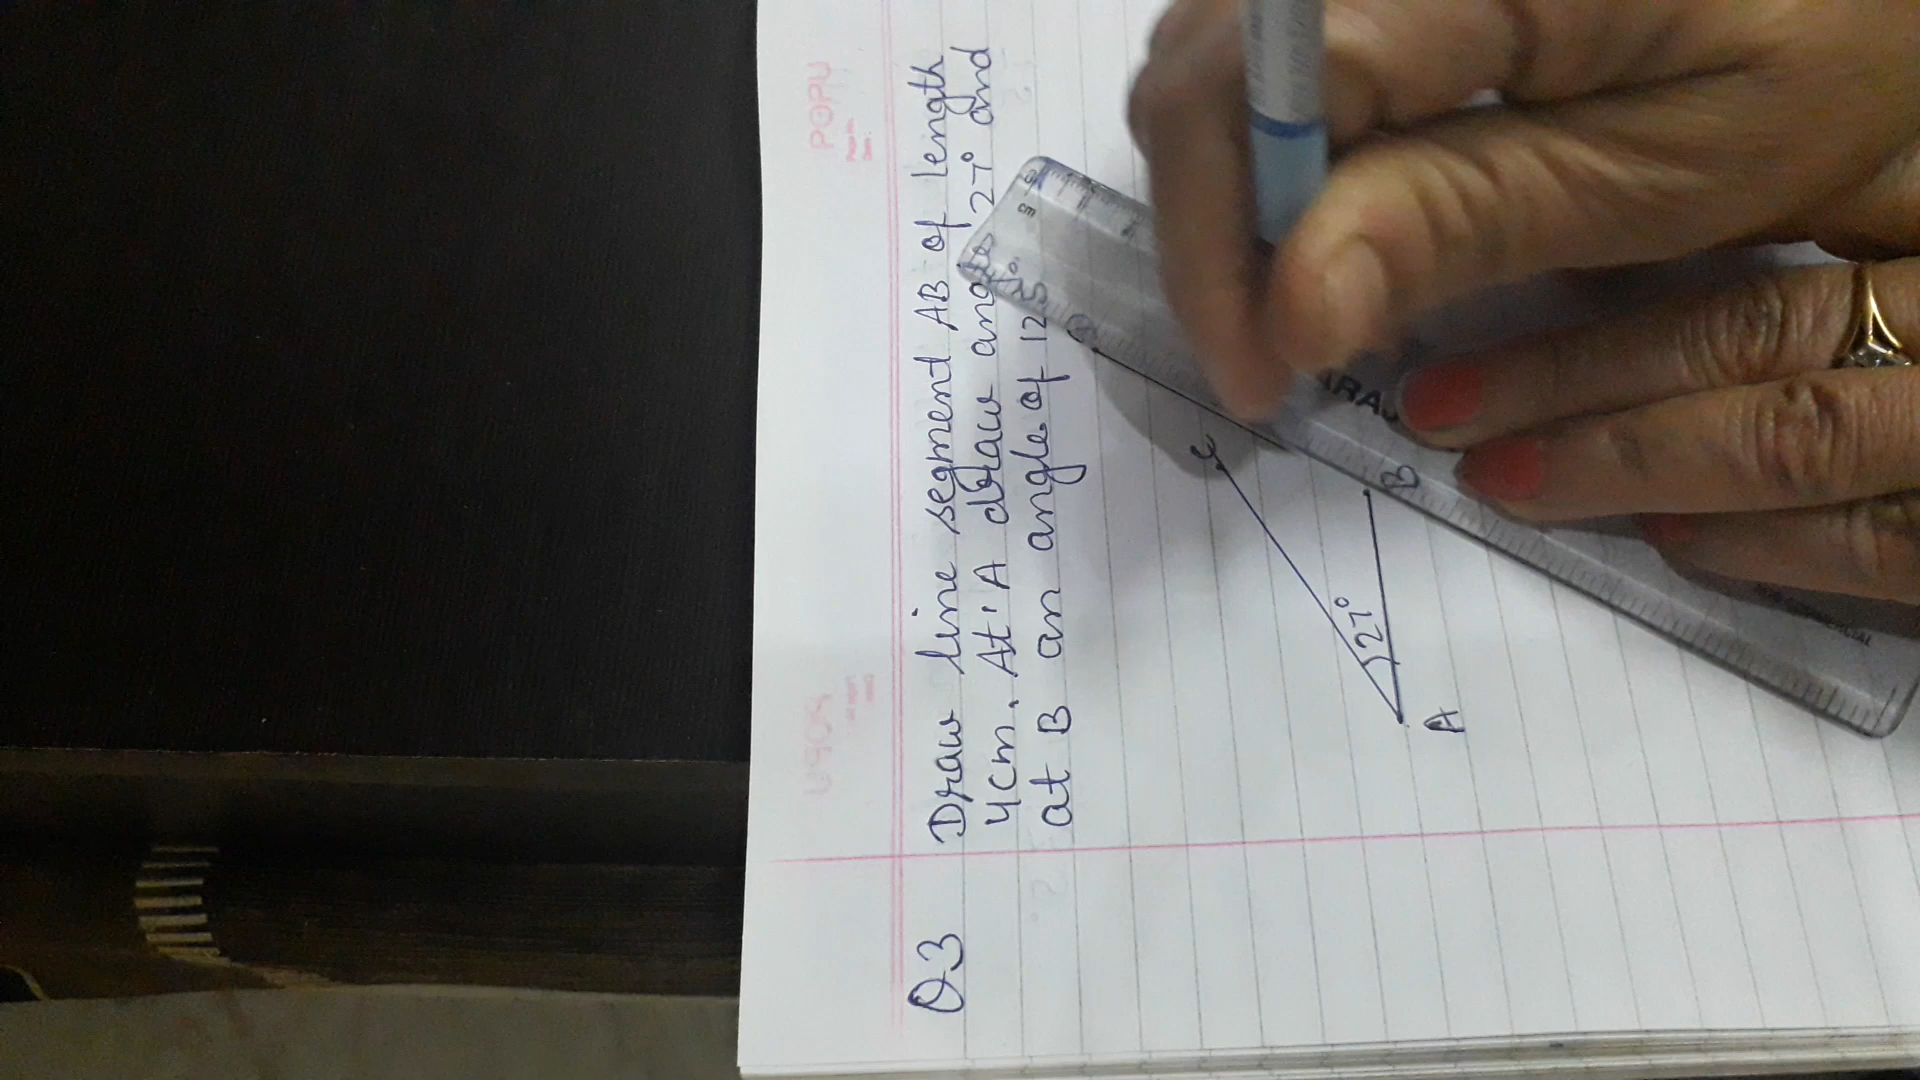 Q3 Draw line segment AB of length
4cm. At A draw angle 27° and
at B an angle of 125°.
C
27°
B
A
cm